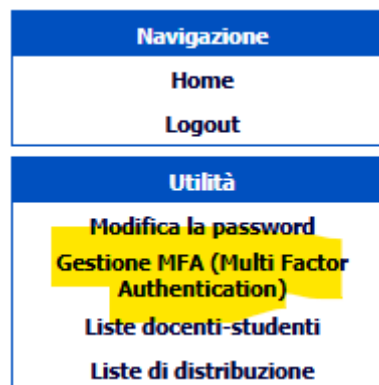 Navigazione
Home
Logout
Utilità
Modifica la password
Gestione MFA (Multi Factor
Authentication)
Liste docenti-studenti
Liste di distribuzione